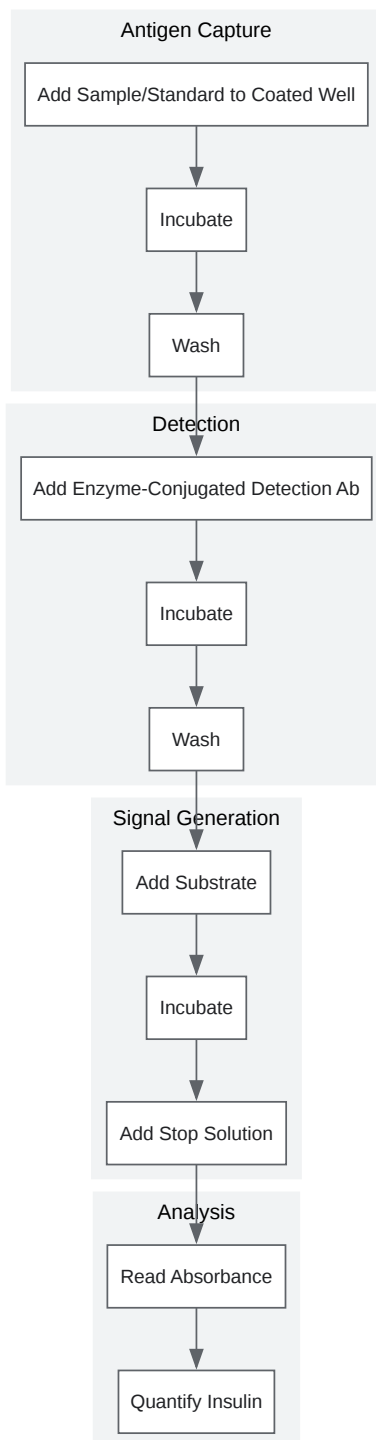 Antigen Capture
Add Sample/Standard to Coated Well
Incubate
Wash
Detection
Add Enzyme-Conjugated Detection Ab
Incubate
Wash
Signal Generation
Add Substrate
Incubate
Add Stop Solution
Analysis
Read Absorbance
Quantify Insulin